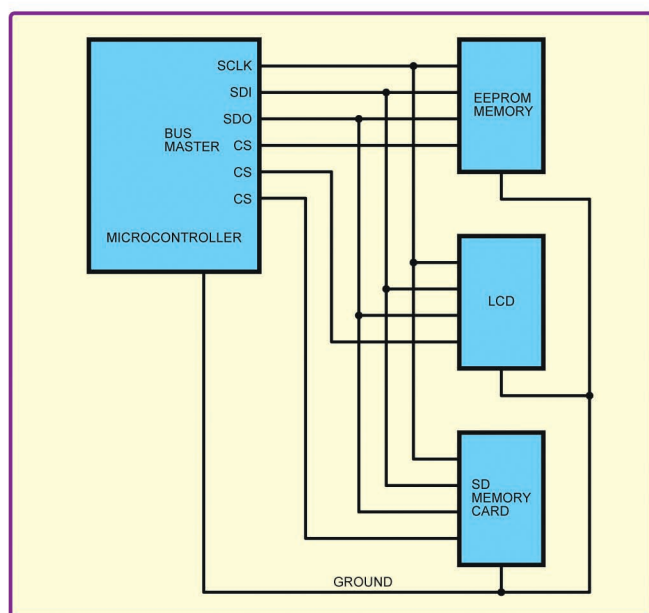 SCLK
SDI
SDO
BUS
MASTER
CS
CS
CS
MICROCONTROLLER
EEPROM
MEMORY
LCD
SD
MEMORY
CARD
GROUND